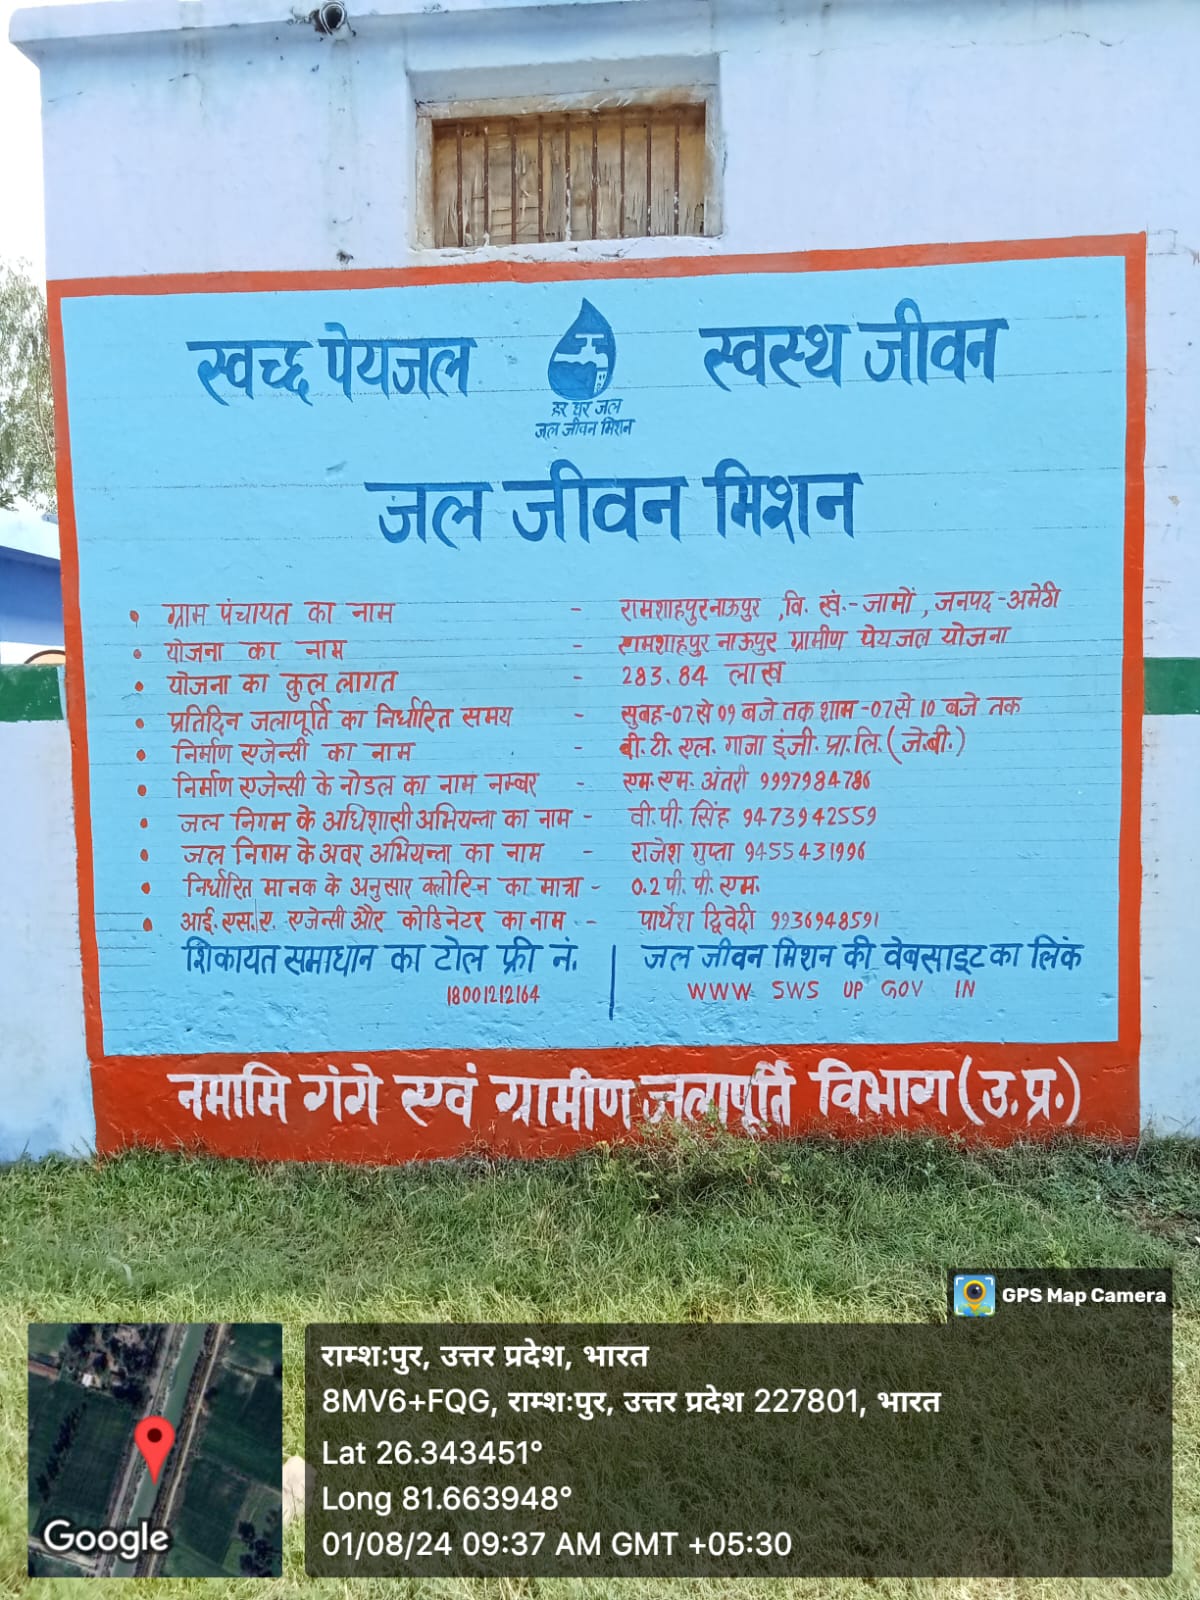 स्वच्छ पेयजल स्वस्थ जीवन
हर घर जल
जल जीवन मिशन
जल जीवन मिशन
• ग्राम पंचायत का नाम - रामशाहपुरनाऊपुर ,वि. खं.-जामों , जनपद-अमेठी
• योजना का नाम - रामशाहपुर नाऊपुर ग्रामीण पेयजल योजना
• योजना का कुल लागत - 283.84 लाख
• प्रतिदिन जलापूर्ति का निर्धारित समय - सुबह-07 से 09 बजे तक शाम-07 से 10 बजे तक
• निर्माण एजेन्सी का नाम - बी.टी.एल. गाजा इंजी. प्रा.लि.(जे.बी.)
• निर्माण एजेन्सी के नोडल का नाम नम्बर - एम.एम. अंतरी 9997984786
• जल निगम के अधिशासी अभियन्ता का नाम - वी.पी. सिंह 9473942559
• जल निगम के अवर अभियन्ता का नाम - राजेश गुप्ता 9455431996
• निर्धारित मानक के अनुसार क्लोरिन का मात्रा - 0.2 पी. पी. एम.
• आई.एस.ए. एजेन्सी और कोडिनेटर का नाम - पार्थेश द्विवेदी 9936948591
शिकायत समाधान का टोल फ्री नं. | जल जीवन मिशन की वेबसाइट का लिंक
18001212164 WWW SWS UP GOV IN
नमामि गंगे एवं ग्रामीण जलापूर्ति विभाग (उ.प्र.)
GPS Map Camera
राम्शःपुर, उत्तर प्रदेश, भारत
8MV6+FQG, राम्शःपुर, उत्तर प्रदेश 227801, भारत
Lat 26.343451°
Long 81.663948°
01/08/24 09:37 AM GMT +05:30
Google